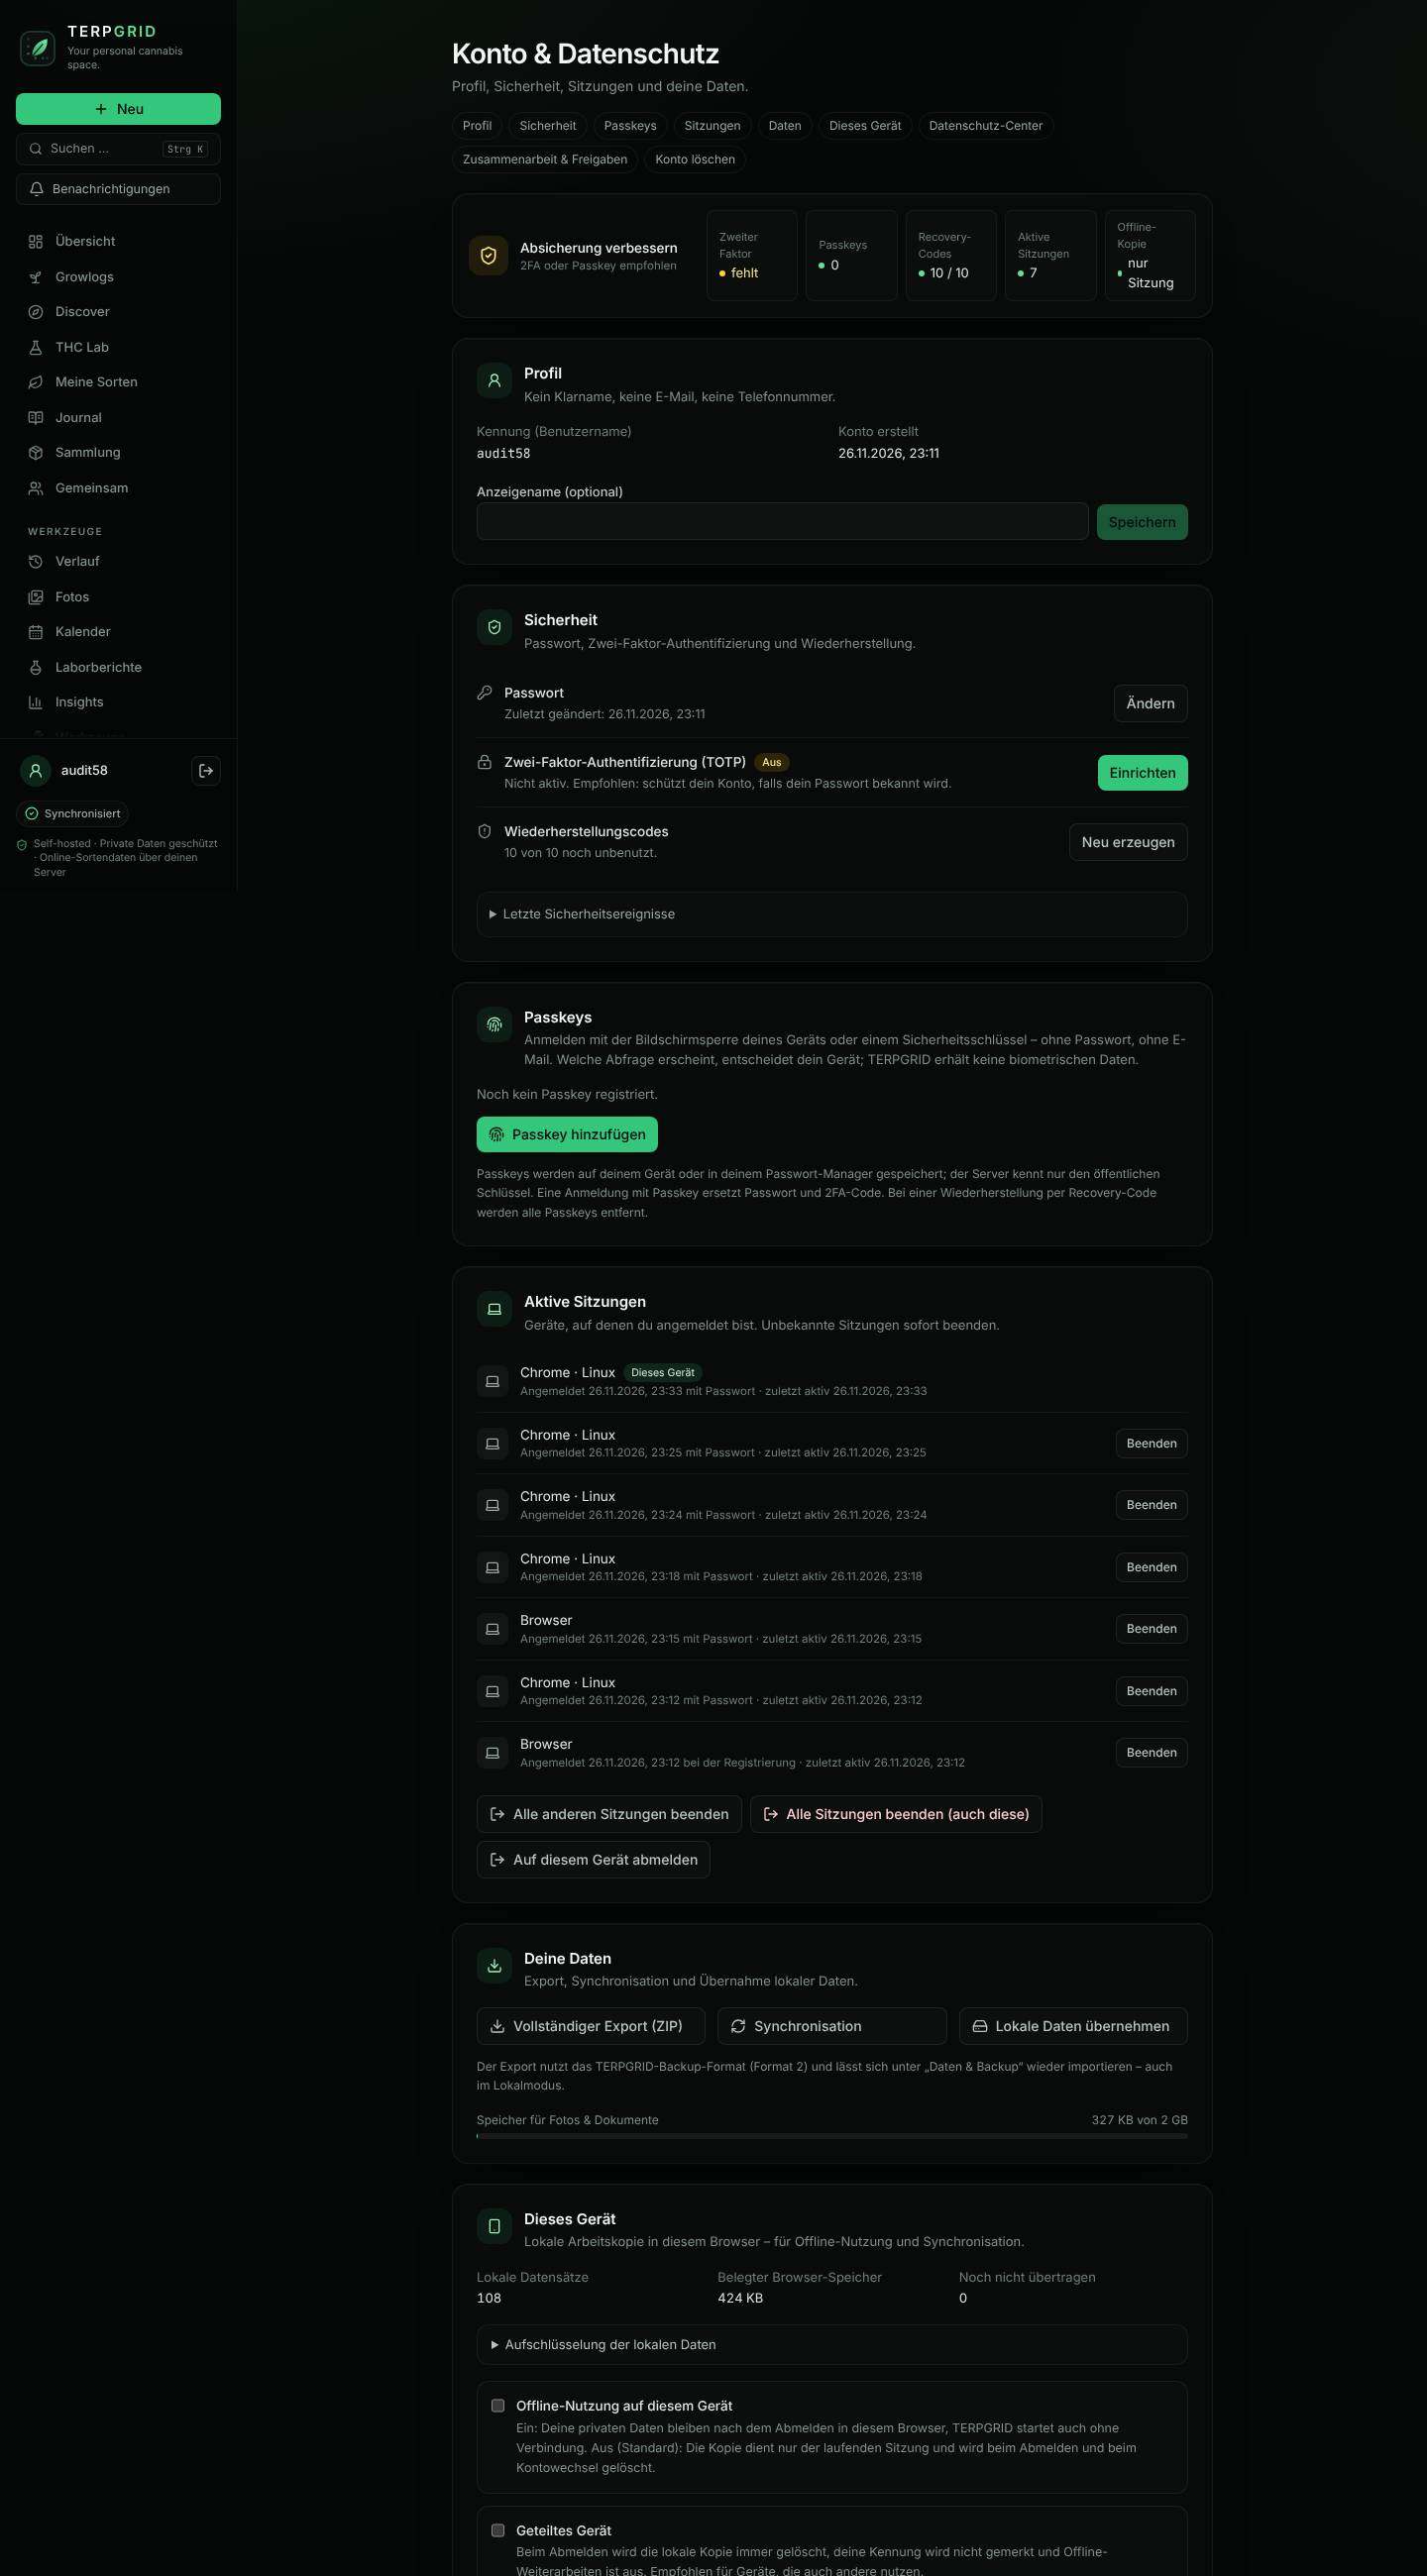 TERPGRID
Your personal cannabis
space.
Neu
Suchen ...
Strg K
Benachrichtigungen
Übersicht
Growlogs
Discover
THC Lab
Meine Sorten
Journal
Sammlung
Gemeinsam
WERKZEUGE
Verlauf
Fotos
Kalender
Laborberichte
Insights
audit58
Synchronisiert
Self-hosted · Private Daten geschützt
· Online-Sortendaten über deinen
Server
Konto & Datenschutz
Profil, Sicherheit, Sitzungen und deine Daten.
Profil
Sicherheit
Passkeys
Sitzungen
Daten
Dieses Gerät
Datenschutz-Center
Zusammenarbeit & Freigaben
Konto löschen
Absicherung verbessern
2FA oder Passkey empfohlen
Zweiter
Faktor
fehlt
Passkeys
0
Recovery-
Codes
10 / 10
Aktive
Sitzungen
7
Offline-
Kopie
nur
Sitzung
Profil
Kein Klarname, keine E-Mail, keine Telefonnummer.
Kennung (Benutzername)
audit58
Konto erstellt
26.11.2026, 23:11
Anzeigename (optional)
Speichern
Sicherheit
Passwort, Zwei-Faktor-Authentifizierung und Wiederherstellung.
Passwort
Zuletzt geändert: 26.11.2026, 23:11
Ändern
Zwei-Faktor-Authentifizierung (TOTP) Aus
Nicht aktiv. Empfohlen: schützt dein Konto, falls dein Passwort bekannt wird.
Einrichten
Wiederherstellungscodes
10 von 10 noch unbenutzt.
Neu erzeugen
▶ Letzte Sicherheitsereignisse
Passkeys
Anmelden mit der Bildschirmsperre deines Geräts oder einem Sicherheitsschlüssel – ohne Passwort, ohne E-
Mail. Welche Abfrage erscheint, entscheidet dein Gerät; TERPGRID erhält keine biometrischen Daten.
Noch kein Passkey registriert.
Passkey hinzufügen
Passkeys werden auf deinem Gerät oder in deinem Passwort-Manager gespeichert; der Server kennt nur den öffentlichen
Schlüssel. Eine Anmeldung mit Passkey ersetzt Passwort und 2FA-Code. Bei einer Wiederherstellung per Recovery-Code
werden alle Passkeys entfernt.
Aktive Sitzungen
Geräte, auf denen du angemeldet bist. Unbekannte Sitzungen sofort beenden.
Chrome · Linux Dieses Gerät
Angemeldet 26.11.2026, 23:33 mit Passwort · zuletzt aktiv 26.11.2026, 23:33
Chrome · Linux
Angemeldet 26.11.2026, 23:25 mit Passwort · zuletzt aktiv 26.11.2026, 23:25
Beenden
Chrome · Linux
Angemeldet 26.11.2026, 23:24 mit Passwort · zuletzt aktiv 26.11.2026, 23:24
Beenden
Chrome · Linux
Angemeldet 26.11.2026, 23:18 mit Passwort · zuletzt aktiv 26.11.2026, 23:18
Beenden
Browser
Angemeldet 26.11.2026, 23:15 mit Passwort · zuletzt aktiv 26.11.2026, 23:15
Beenden
Chrome · Linux
Angemeldet 26.11.2026, 23:12 mit Passwort · zuletzt aktiv 26.11.2026, 23:12
Beenden
Browser
Angemeldet 26.11.2026, 23:12 bei der Registrierung · zuletzt aktiv 26.11.2026, 23:12
Beenden
Alle anderen Sitzungen beenden
Alle Sitzungen beenden (auch diese)
Auf diesem Gerät abmelden
Deine Daten
Export, Synchronisation und Übernahme lokaler Daten.
Vollständiger Export (ZIP)
Synchronisation
Lokale Daten übernehmen
Der Export nutzt das TERPGRID-Backup-Format (Format 2) und lässt sich unter „Daten & Backup“ wieder importieren – auch
im Lokalmodus.
Speicher für Fotos & Dokumente
327 KB von 2 GB
Dieses Gerät
Lokale Arbeitskopie in diesem Browser – für Offline-Nutzung und Synchronisation.
Lokale Datensätze
108
Belegter Browser-Speicher
424 KB
Noch nicht übertragen
0
▶ Aufschlüsselung der lokalen Daten
Offline-Nutzung auf diesem Gerät
Ein: Deine privaten Daten bleiben nach dem Abmelden in diesem Browser, TERPGRID startet auch ohne
Verbindung. Aus (Standard): Die Kopie dient nur der laufenden Sitzung und wird beim Abmelden und beim
Kontowechsel gelöscht.
Geteiltes Gerät
Beim Abmelden wird die lokale Kopie immer gelöscht, deine Kennung wird nicht gemerkt und Offline-
Weiterarbeiten ist aus. Empfohlen für Geräte, die auch andere nutzen.